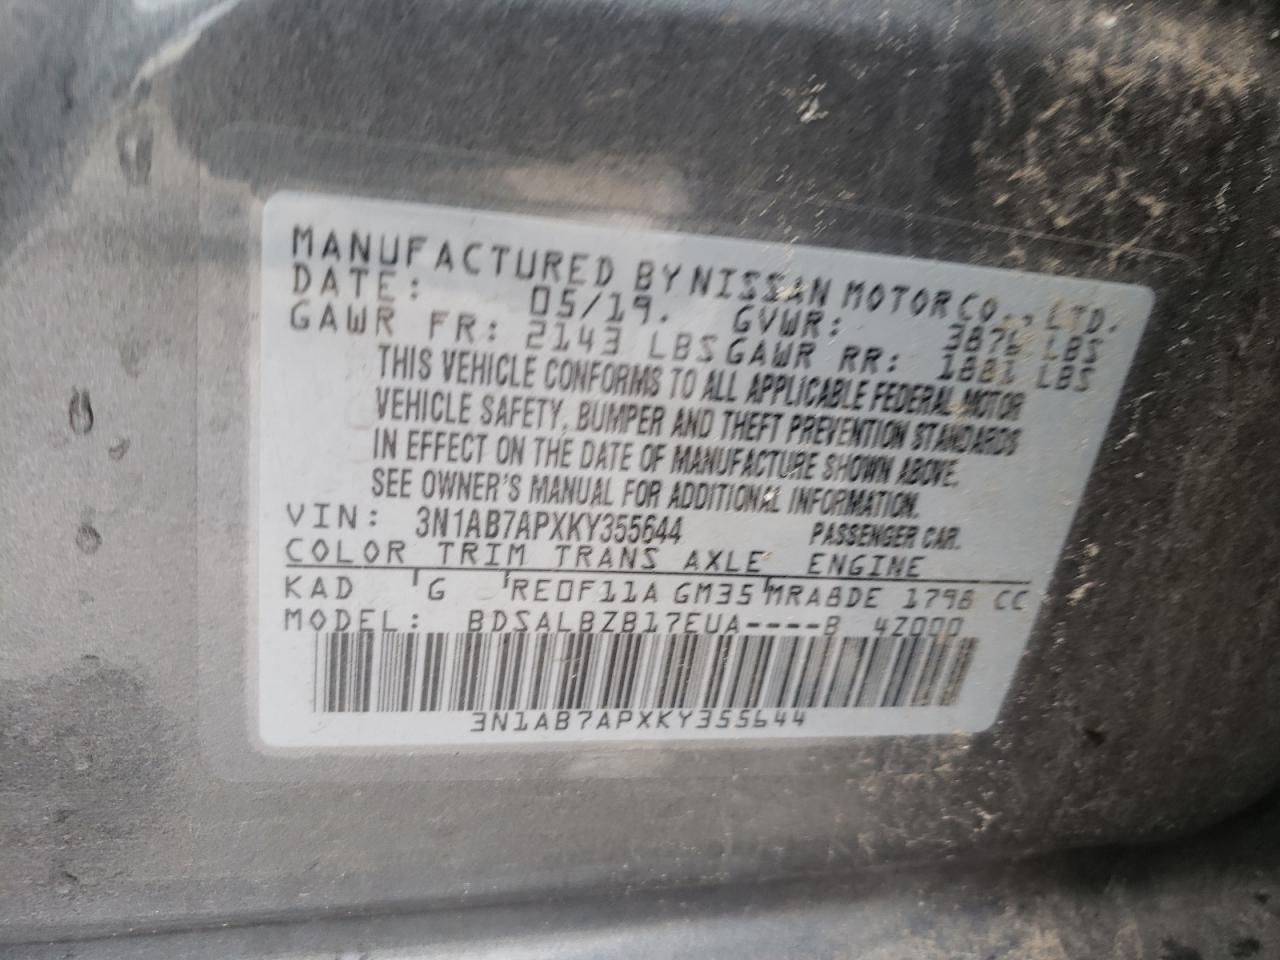 MANUFACTURED BY NISSAN MOTOR CO., LTD.
DATE: 05/19. GVWR: 3876 LBS
GAWR FR: 2143 LBS GAWR RR: 1881 LBS
THIS VEHICLE CONFORMS TO ALL APPLICABLE FEDERAL MOTOR
VEHICLE SAFETY, BUMPER AND THEFT PREVENTION STANDARDS
IN EFFECT ON THE DATE OF MANUFACTURE SHOWN ABOVE.
SEE OWNER'S MANUAL FOR ADDITIONAL INFORMATION.
VIN: 3N1AB7APXKY355644 PASSENGER CAR.
COLOR TRIM TRANS AXLE ENGINE
KAD G RE0F11A GM35 MRA8DE 1798 CC
MODEL: BDSALBZB17EUA----B 4Z000
3N1AB7APXKY355644